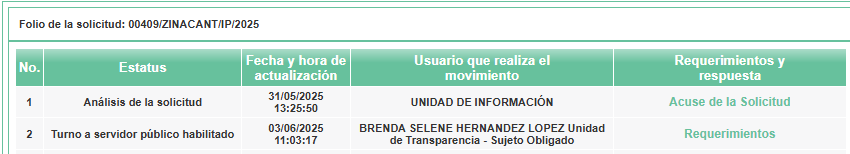 Folio de la solicitud: 00409/ZINACANT/IP/2025
No. Estatus Fecha y hora de actualización Usuario que realiza el movimiento Requerimientos y respuesta
1 Análisis de la solicitud 31/05/2025 13:25:50 UNIDAD DE INFORMACIÓN Acuse de la Solicitud
2 Turno a servidor público habilitado 03/06/2025 11:03:17 BRENDA SELENE HERNANDEZ LOPEZ Unidad de Transparencia - Sujeto Obligado Requerimientos